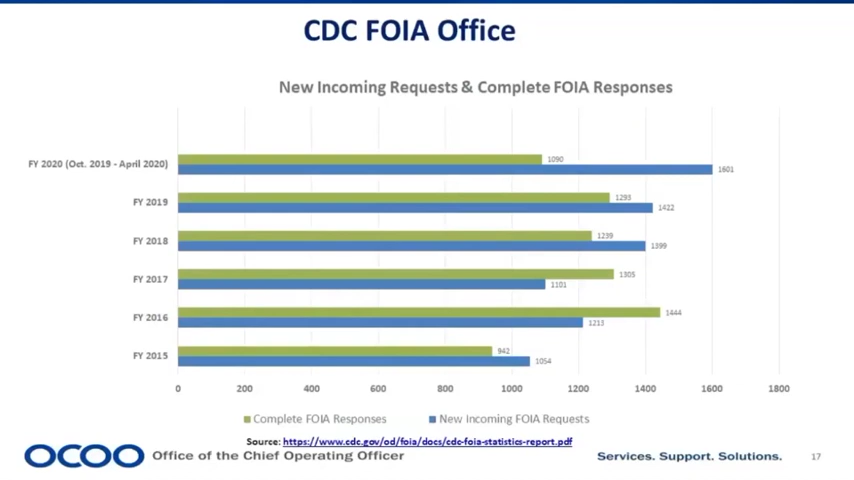 CDC FOIA Office
New Incoming Requests & Complete FOIA Responses
FY 2020 (Oct. 2019 - April 2020)
1090
1601
FY 2019
1293
1422
FY 2018
1239
1399
FY 2017
1305
1101
FY 2016
1444
1213
FY 2015
942
1054
0 200 400 600 800 1000 1200 1400 1600 1800
Complete FOIA Responses New Incoming FOIA Requests
Source: https://www.cdc.gov/od/foia/docs/cdc-foia-statistics-report.pdf
OCOO Office of the Chief Operating Officer Services. Support. Solutions. 17